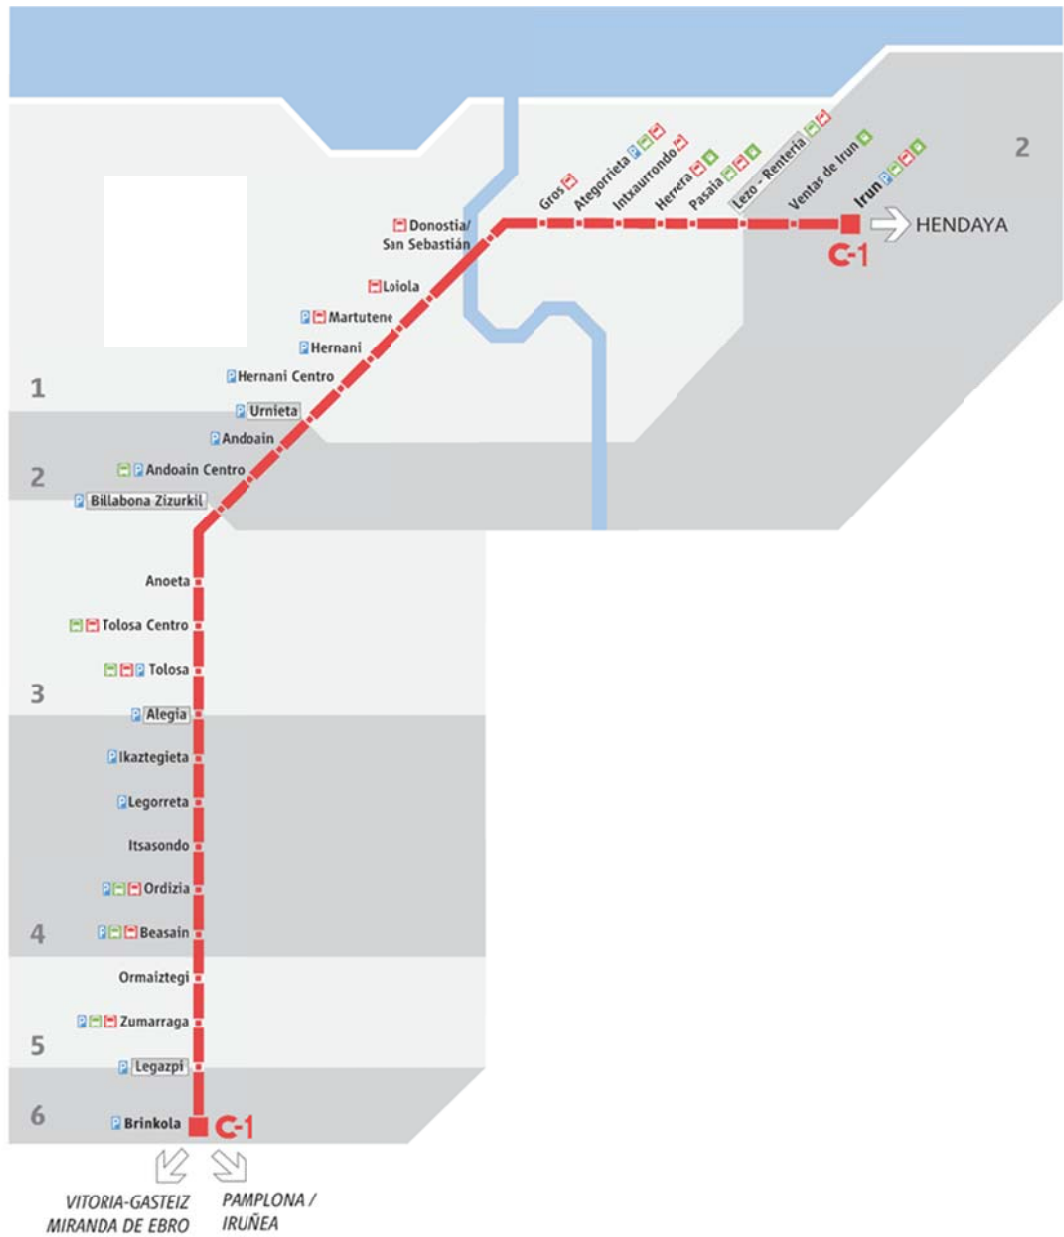 2
Gros
Ategorrieta P
Intxaurrondo
Herrera
Pasaia
Lezo - Rentería
Ventas de Irun
Irun P
HENDAYA
C-1
Donostia/
San Sebastián
Loiola
P Martutene
P Hernani
P Hernani Centro
1
P Urnieta
P Andoain
P Andoain Centro
2
P Billabona Zizurkil
Anoeta
Tolosa Centro
P Tolosa
3
P Alegia
P Ikaztegieta
P Legorreta
Itsasondo
P Ordizia
P Beasain
4
Ormaiztegi
P Zumarraga
5
P Legazpi
6
P Brinkola
C-1
VITORIA-GASTEIZ
MIRANDA DE EBRO
PAMPLONA /
IRUÑEA